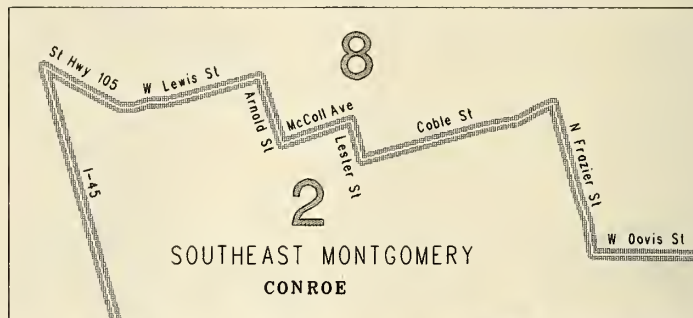 8
St Hwy 105
W Lewis St
Arnold St
McColl Ave
Lester St
Coble St
N Frazier St
I-45
2
W Oovis St
SOUTHEAST MONTGOMERY
CONROE